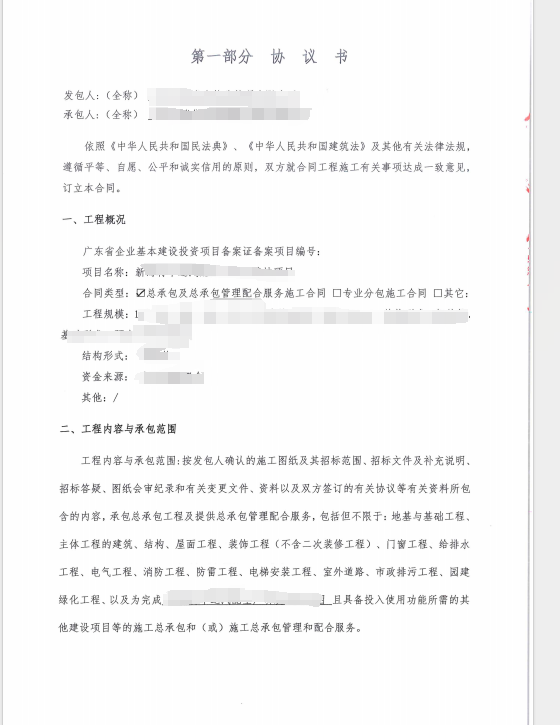 第一部分 协 议 书
发包人:（全称）
承包人:（全称）
依照《中华人民共和国民法典》、《中华人民共和国建筑法》及其他有关法律法规,
遵循平等、自愿、公平和诚实信用的原则，双方就合同工程施工有关事项达成一致意见,
订立本合同。
一、工程概况
广东省企业基本建设投资项目备案证备案项目编号:
项目名称:
合同类型: ☑总承包及总承包管理配合服务施工合同 □专业分包施工合同 □其它:
工程规模:
结构形式:
资金来源:
其他: /
二、工程内容与承包范围
工程内容与承包范围:按发包人确认的施工图纸及其招标范围、招标文件及补充说明、
招标答疑、图纸会审纪录和有关变更文件、资料以及双方签订的有关协议等有关资料所包
含的内容，承包总承包工程及提供总承包管理配合服务，包括但不限于: 地基与基础工程、
主体工程的建筑、结构、屋面工程、装饰工程（不含二次装修工程）、门窗工程、给排水
工程、电气工程、消防工程、防雷工程、电梯安装工程、室外道路、市政排污工程、园建
绿化工程、以及为完成 且具备投入使用功能所需的其
他建设项目等的施工总承包和（或）施工总承包管理和配合服务。